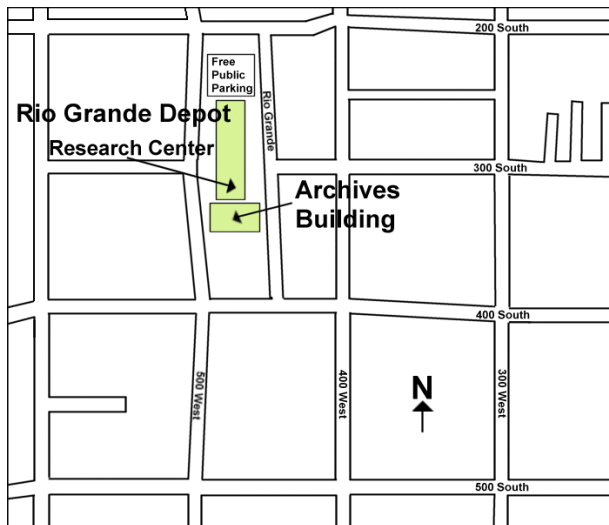 200 South
Free
Public
Parking
Rio Grande
Rio Grande Depot
Research Center
300 South
Archives
Building
400 South
500 West
400 West
N
300 West
500 South